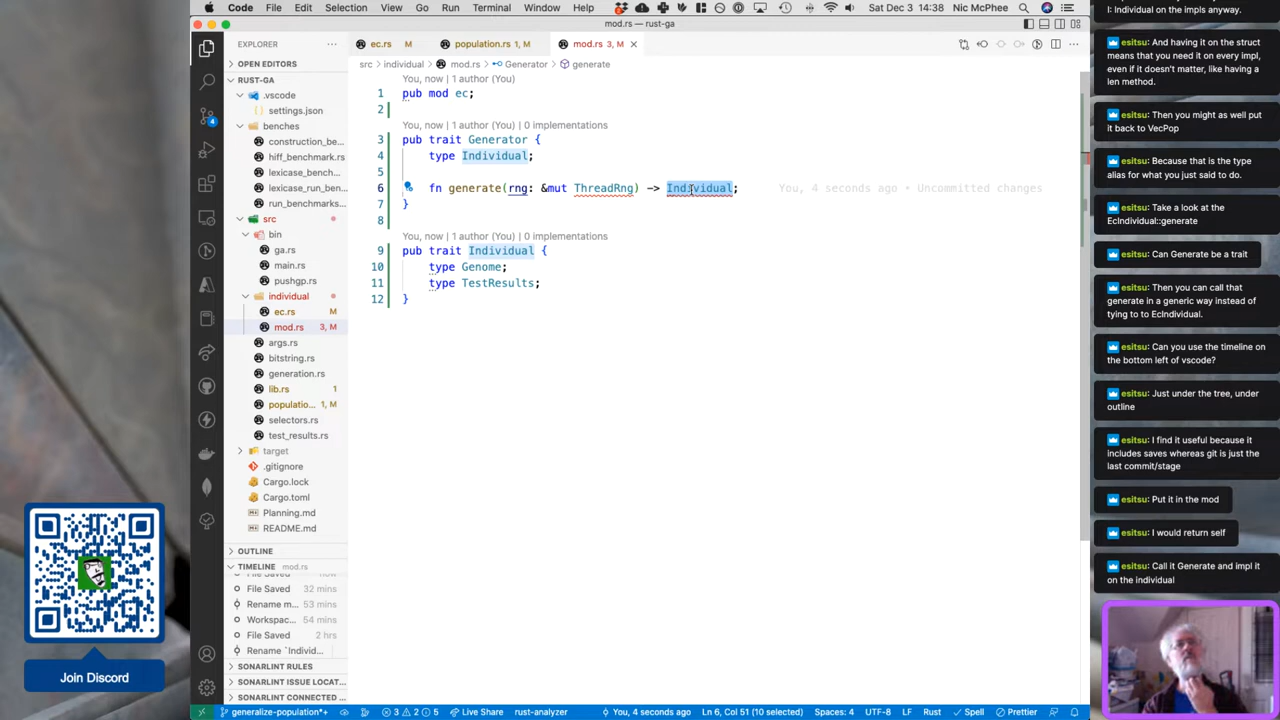 Code
File
Edit
Selection
View
Go
Run
Terminal
Window
Help
Sat Dec 3 14:38
Nic McPhee
mod.rs — rust-ga
EXPLORER
OPEN EDITORS
RUST-GA
.vscode
settings.json
benches
construction_be...
hiff_benchmark.rs
lexicase_bench...
lexicase_run_ben...
run_benchmarks...
src
bin
ga.rs
main.rs
pushgp.rs
individual
ec.rs M
mod.rs 3, M
args.rs
bitstring.rs
generation.rs
lib.rs 1
populatio... 1, M
selectors.rs
test_results.rs
target
.gitignore
Cargo.lock
Cargo.toml
Planning.md
README.md
OUTLINE
TIMELINE
File Saved now
File Saved 32 mins
Rename m... 53 mins
Workspac...
File Saved 2 hrs
Rename `Individ...
SONARLINT RULES
SONARLINT ISSUE LOCAT...
SONARLINT CONNECTED ...
ec.rs M
population.rs 1, M
mod.rs 3, M
src > individual > mod.rs > Generator > generate
You, now | 1 author (You)
1 pub mod ec;
2
You, now | 1 author (You) | 0 implementations
3 pub trait Generator {
4 type Individual;
5
6 fn generate(rng: &mut ThreadRng) -> Individual; You, 4 seconds ago • Uncommitted changes
7 }
8
You, now | 1 author (You) | 0 implementations
9 pub trait Individual {
10 type Genome;
11 type TestResults;
12 }
generalize-population*+
3 2 5
Live Share
rust-analyzer
You, 4 seconds ago
Ln 6, Col 51 (10 selected)
Spaces: 4
UTF-8
LF
Rust
Spell
Prettier
4
Join Discord
I: Individual on the impls anyway.
esitsu: And having it on the struct
means that you need it on every impl,
even if it doesn't matter, like having a
len method.
esitsu: Then you might as well put
it back to VecPop
esitsu: Because that is the type
alias for what you just said to do.
esitsu: Take a look at the
EcIndividual::generate
esitsu: Can Generate be a trait
esitsu: Then you can call that
generate in a generic way instead of
tying to to EcIndividual.
esitsu: Can you use the timeline on
the bottom left of vscode?
esitsu: Just under the tree, under
outline
esitsu: I find it useful because it
includes saves whereas git is just the
last commit/stage
esitsu: Put it in the mod
esitsu: I would return self
esitsu: Call it Generate and impl it
on the individual